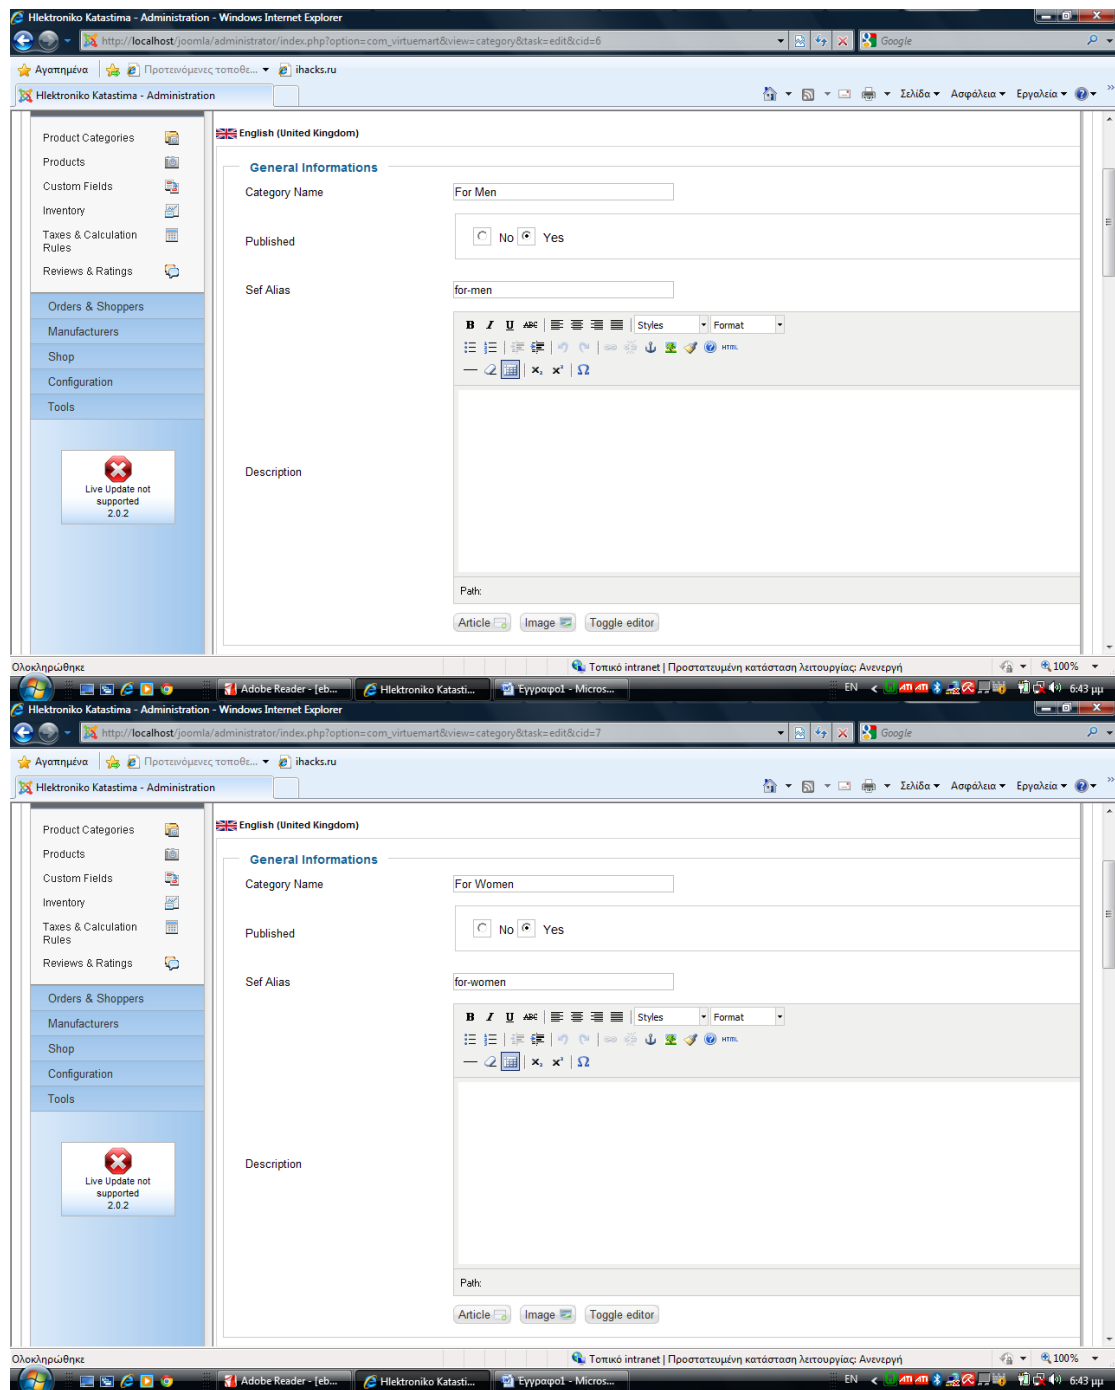 Hlektroniko Katastima - Administration - Windows Internet Explorer
http://localhost/joomla/administrator/index.php?option=com_virtuemart&view=category&task=edit&cid=6
Google
Αγαπημένα Προτεινόμενες τοποθε... ihacks.ru
Hlektroniko Katastima - Administration
Σελίδα Ασφάλεια Εργαλεία
Product Categories
Products
Custom Fields
Inventory
Taxes & Calculation
Rules
Reviews & Ratings
Orders & Shoppers
Manufacturers
Shop
Configuration
Tools
Live Update not
supported
2.0.2
English (United Kingdom)
General Informations
Category Name For Men
Published No Yes
Sef Alias for-men
B I U ABC Styles Format
HTML
Description
Path:
Article Image Toggle editor
Ολοκληρώθηκε
Τοπικό intranet | Προστατευμένη κατάσταση λειτουργίας: Ανενεργή
100%
Adobe Reader - [eb... Hlektroniko Katasti... Έγγραφο1 - Micros...
EN ATI ATI 6:43 μμ
Hlektroniko Katastima - Administration - Windows Internet Explorer
http://localhost/joomla/administrator/index.php?option=com_virtuemart&view=category&task=edit&cid=7
Google
Αγαπημένα Προτεινόμενες τοποθε... ihacks.ru
Hlektroniko Katastima - Administration
Σελίδα Ασφάλεια Εργαλεία
Product Categories
Products
Custom Fields
Inventory
Taxes & Calculation
Rules
Reviews & Ratings
Orders & Shoppers
Manufacturers
Shop
Configuration
Tools
Live Update not
supported
2.0.2
English (United Kingdom)
General Informations
Category Name For Women
Published No Yes
Sef Alias for-women
B I U ABC Styles Format
HTML
Description
Path:
Article Image Toggle editor
Ολοκληρώθηκε
Τοπικό intranet | Προστατευμένη κατάσταση λειτουργίας: Ανενεργή
100%
Adobe Reader - [eb... Hlektroniko Katasti... Έγγραφο1 - Micros...
EN ATI ATI 6:43 μμ